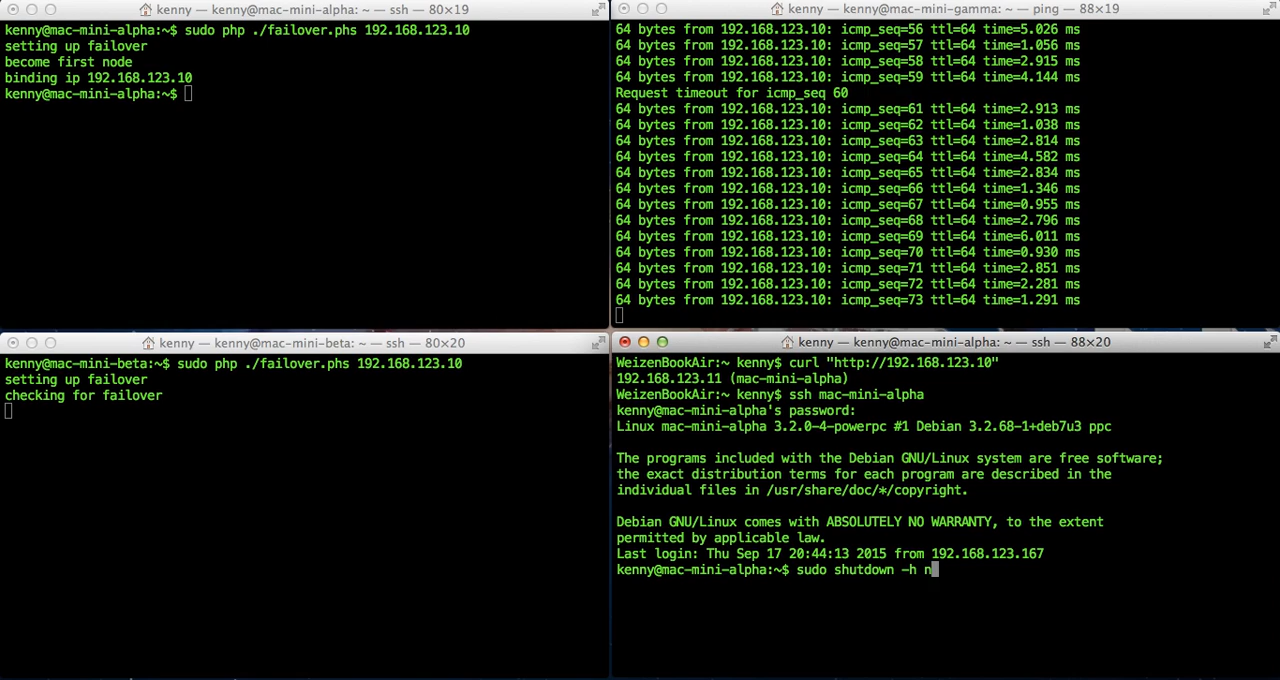 kenny — kenny@mac-mini-alpha: ~ — ssh — 80×19
kenny@mac-mini-alpha:~$ sudo php ./failover.phs 192.168.123.10
setting up failover
become first node
binding ip 192.168.123.10
kenny@mac-mini-alpha:~$
kenny — kenny@mac-mini-gamma: ~ — ping — 88×19
64 bytes from 192.168.123.10: icmp_seq=56 ttl=64 time=5.026 ms
64 bytes from 192.168.123.10: icmp_seq=57 ttl=64 time=1.056 ms
64 bytes from 192.168.123.10: icmp_seq=58 ttl=64 time=2.915 ms
64 bytes from 192.168.123.10: icmp_seq=59 ttl=64 time=4.144 ms
Request timeout for icmp_seq 60
64 bytes from 192.168.123.10: icmp_seq=61 ttl=64 time=2.913 ms
64 bytes from 192.168.123.10: icmp_seq=62 ttl=64 time=1.038 ms
64 bytes from 192.168.123.10: icmp_seq=63 ttl=64 time=2.814 ms
64 bytes from 192.168.123.10: icmp_seq=64 ttl=64 time=4.582 ms
64 bytes from 192.168.123.10: icmp_seq=65 ttl=64 time=2.834 ms
64 bytes from 192.168.123.10: icmp_seq=66 ttl=64 time=1.346 ms
64 bytes from 192.168.123.10: icmp_seq=67 ttl=64 time=0.955 ms
64 bytes from 192.168.123.10: icmp_seq=68 ttl=64 time=2.796 ms
64 bytes from 192.168.123.10: icmp_seq=69 ttl=64 time=6.011 ms
64 bytes from 192.168.123.10: icmp_seq=70 ttl=64 time=0.930 ms
64 bytes from 192.168.123.10: icmp_seq=71 ttl=64 time=2.851 ms
64 bytes from 192.168.123.10: icmp_seq=72 ttl=64 time=2.281 ms
64 bytes from 192.168.123.10: icmp_seq=73 ttl=64 time=1.291 ms
kenny — kenny@mac-mini-beta: ~ — ssh — 80×20
kenny@mac-mini-beta:~$ sudo php ./failover.phs 192.168.123.10
setting up failover
checking for failover
kenny — kenny@mac-mini-alpha: ~ — ssh — 88×20
WeizenBookAir:~ kenny$ curl "http://192.168.123.10"
192.168.123.11 (mac-mini-alpha)
WeizenBookAir:~ kenny$ ssh mac-mini-alpha
kenny@mac-mini-alpha's password:
Linux mac-mini-alpha 3.2.0-4-powerpc #1 Debian 3.2.68-1+deb7u3 ppc
The programs included with the Debian GNU/Linux system are free software;
the exact distribution terms for each program are described in the
individual files in /usr/share/doc/*/copyright.
Debian GNU/Linux comes with ABSOLUTELY NO WARRANTY, to the extent
permitted by applicable law.
Last login: Thu Sep 17 20:44:13 2015 from 192.168.123.167
kenny@mac-mini-alpha:~$ sudo shutdown -h n